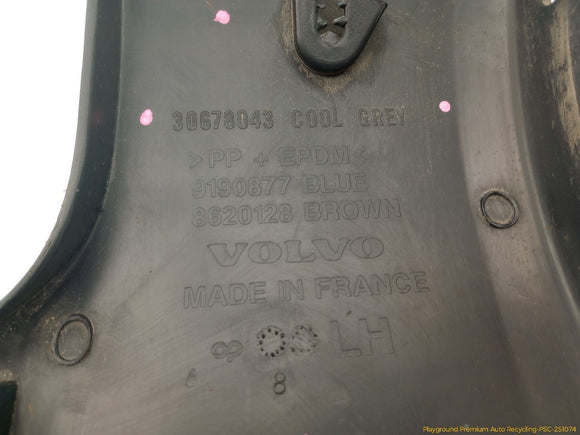 30678043 COOL GREY
>PP + EPDM<
9190877 BLUE
8620128 BROWN
VOLVO
MADE IN FRANCE
8 LH
8
Playground Premium Auto Recycling-PSC-251074